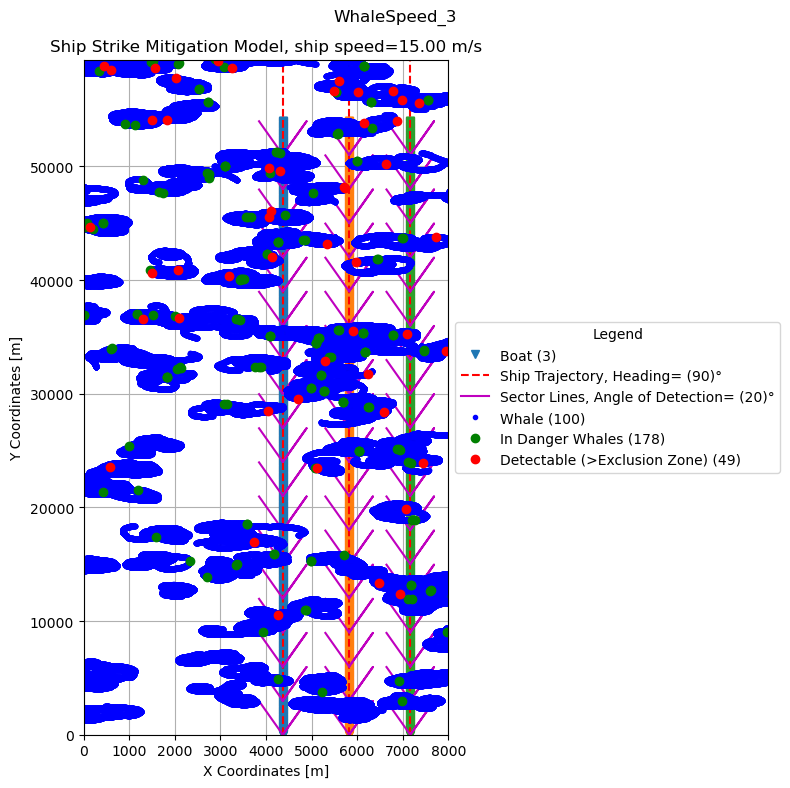 WhaleSpeed_3
Ship Strike Mitigation Model, ship speed=15.00 m/s
Y Coordinates [m]
50000
40000
30000
20000
10000
0
0 1000 2000 3000 4000 5000 6000 7000 8000
X Coordinates [m]
Legend
Boat (3)
Ship Trajectory, Heading= (90)°
Sector Lines, Angle of Detection= (20)°
Whale (100)
In Danger Whales (178)
Detectable (>Exclusion Zone) (49)